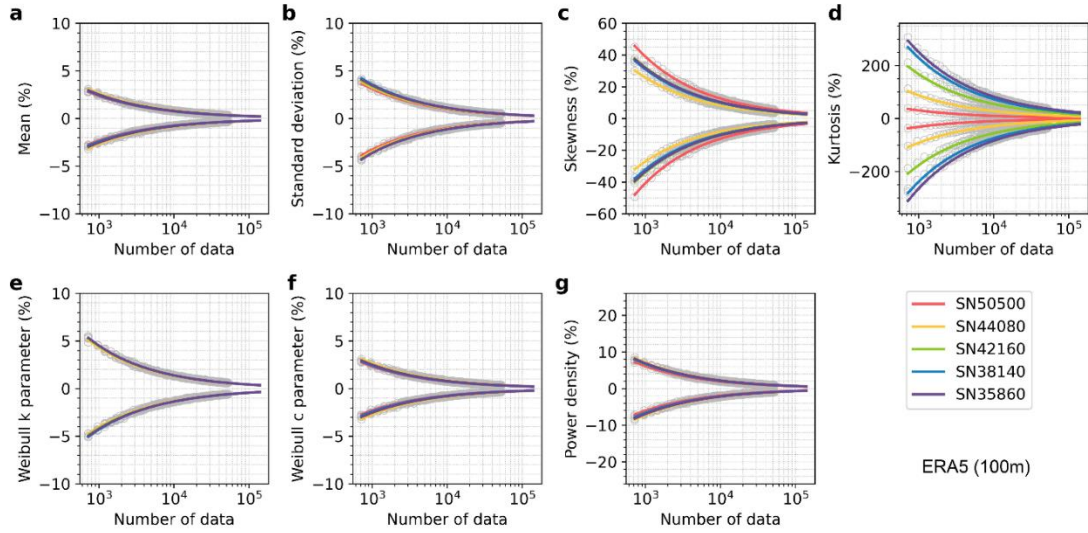 a
10
5
0
−5
−10
Mean (%)
10³ 10⁴ 10⁵
Number of data
b
10
5
0
−5
−10
Standard deviation (%)
10³ 10⁴ 10⁵
Number of data
c
60
40
20
0
−20
−40
−60
Skewness (%)
10³ 10⁴ 10⁵
Number of data
d
200
0
−200
Kurtosis (%)
10³ 10⁴ 10⁵
Number of data
e
10
5
0
−5
−10
Weibull k parameter (%)
10³ 10⁴ 10⁵
Number of data
f
10
5
0
−5
−10
Weibull c parameter (%)
10³ 10⁴ 10⁵
Number of data
g
20
10
0
−10
−20
Power density (%)
10³ 10⁴ 10⁵
Number of data
SN50500
SN44080
SN42160
SN38140
SN35860
ERA5 (100m)